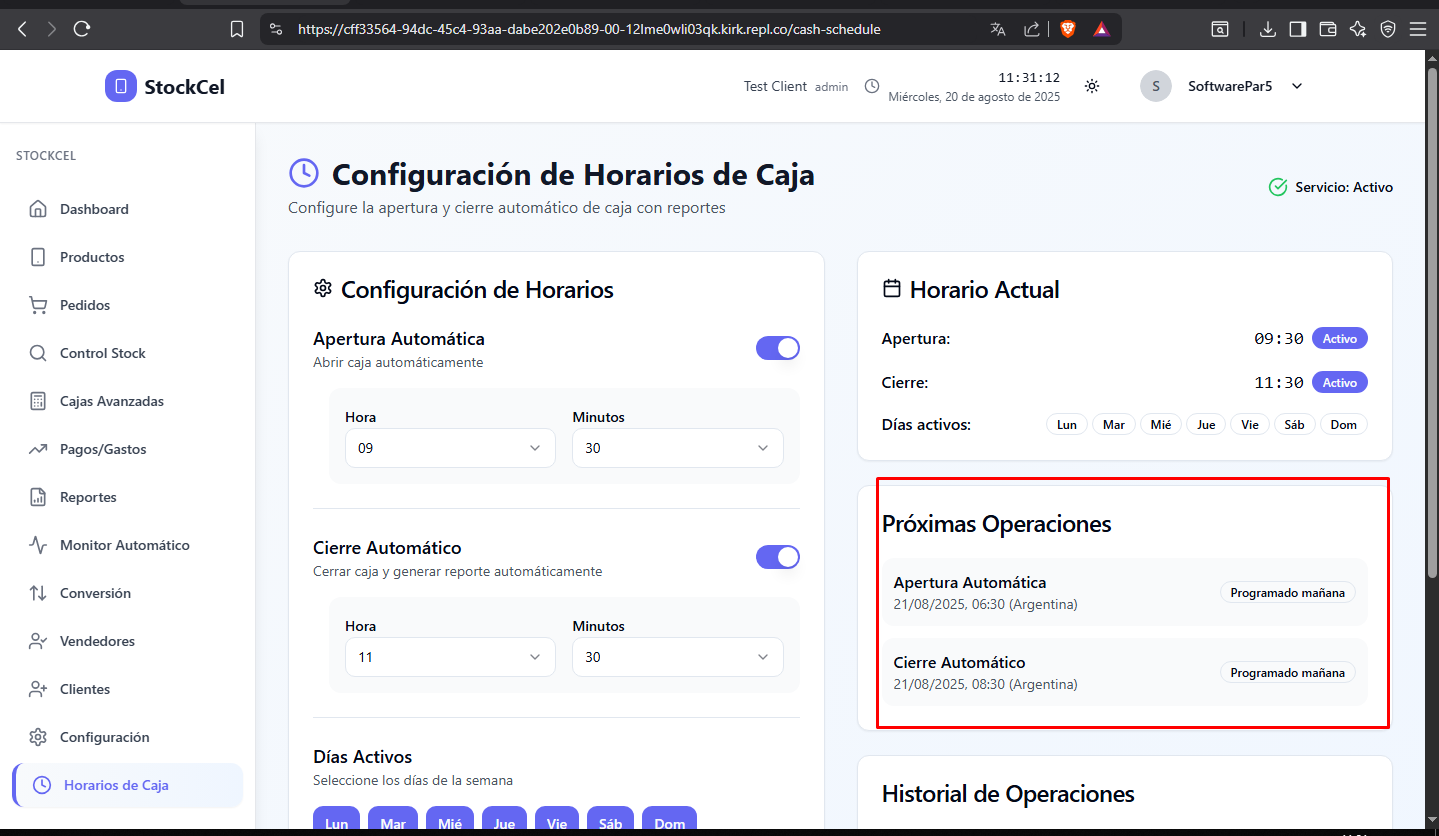 StockCel
https://cff33564-94dc-45c4-93aa-dabe202e0b89-00-12lme0wli03qk.kirk.repl.co/cash-schedule
StockCel
Test Client admin
11:31:12
Miércoles, 20 de agosto de 2025
S
SoftwarePar5
STOCKCEL
Dashboard
Productos
Pedidos
Control Stock
Cajas Avanzadas
Pagos/Gastos
Reportes
Monitor Automático
Conversión
Vendedores
Clientes
Configuración
Horarios de Caja
Configuración de Horarios de Caja
Configure la apertura y cierre automático de caja con reportes
Servicio: Activo
Configuración de Horarios
Apertura Automática
Abrir caja automáticamente
Hora Minutos
09 30
Cierre Automático
Cerrar caja y generar reporte automáticamente
Hora Minutos
11 30
Días Activos
Seleccione los días de la semana
Lun Mar Mié Jue Vie Sáb Dom
Horario Actual
Apertura: 09:30 Activo
Cierre: 11:30 Activo
Días activos: Lun Mar Mié Jue Vie Sáb Dom
Próximas Operaciones
Apertura Automática
21/08/2025, 06:30 (Argentina)
Programado mañana
Cierre Automático
21/08/2025, 08:30 (Argentina)
Programado mañana
Historial de Operaciones